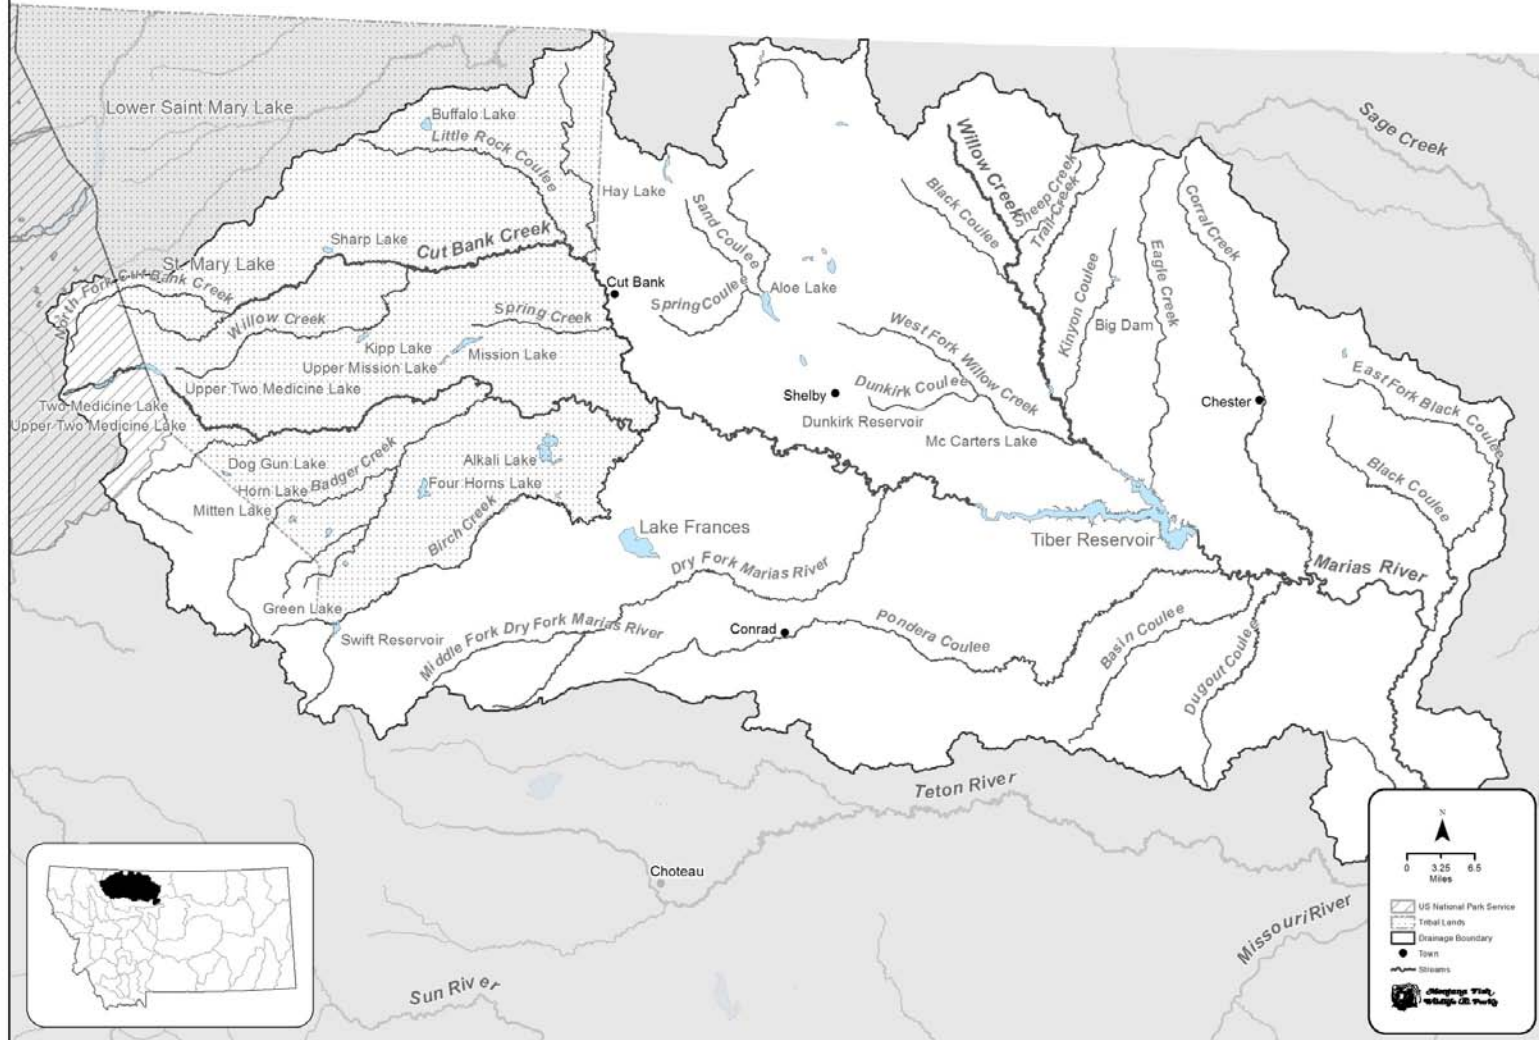 Lower Saint Mary Lake
Buffalo Lake
Little Rock Coulee
Sage Creek
Willow Creek
Sheep Creek
Trail Creek
Hay Lake
Sand Coulee
Black Coulee
Corral Creek
Sharp Lake
Cut Bank Creek
St. Mary Lake
North Fork Cut Bank Creek
Eagle Creek
Kinyon Coulee
Cut Bank
Aloe Lake
Spring Coulee
Willow Creek
Spring Creek
West Fork Willow Creek
Big Dam
Kipp Lake
Mission Lake
Upper Mission Lake
Upper Two Medicine Lake
Dunkirk Coulee
Shelby
Chester
East Fork Black Coulee
Two Medicine Lake
Upper Two Medicine Lake
Dunkirk Reservoir
Mc Carters Lake
Dog Gun Lake
Badger Creek
Alkali Lake
Horn Lake
Four Horns Lake
Black Coulee
Mitten Lake
Birch Creek
Lake Frances
Tiber Reservoir
Dry Fork Marias River
Marias River
Green Lake
Swift Reservoir
Middle Fork Dry Fork Marias River
Conrad
Pondera Coulee
Basin Coulee
Dugout Coulee
Teton River
Choteau
Missouri River
Sun River
N
0 3.25 6.5
Miles
US National Park Service
Tribal Lands
Drainage Boundary
Town
Streams
Montana Fish
Wildlife & Parks